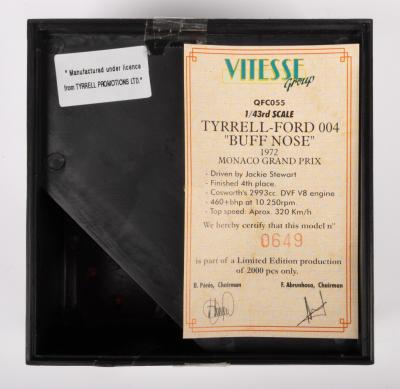 " Manufactured under licence
from TYRRELL PROMOTIONS LTD."
VITESSE
Group
QFC055
1/43rd SCALE
TYRRELL-FORD 004
"BUFF NOSE"
1972
MONACO GRAND PRIX
- Driven by Jackie Stewart
- Finished 4th place.
- Cosworth's 2993cc. DVF V8 engine
- 460+bhp at 10.250rpm.
- Top speed: Aprox. 320 Km/h
We hereby certify that this model nº
0649
is part of a Limited Edition production
of 2000 pcs only.
B. Pérès, Chairman F. Abrunhosa, Chairman